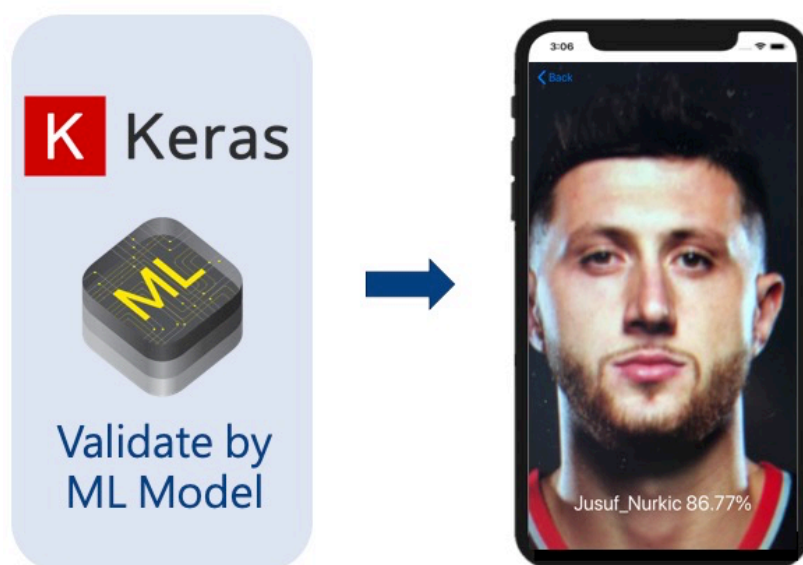 K Keras
ML
Validate by
ML Model
3:06
Back
Jusuf_Nurkic 86.77%